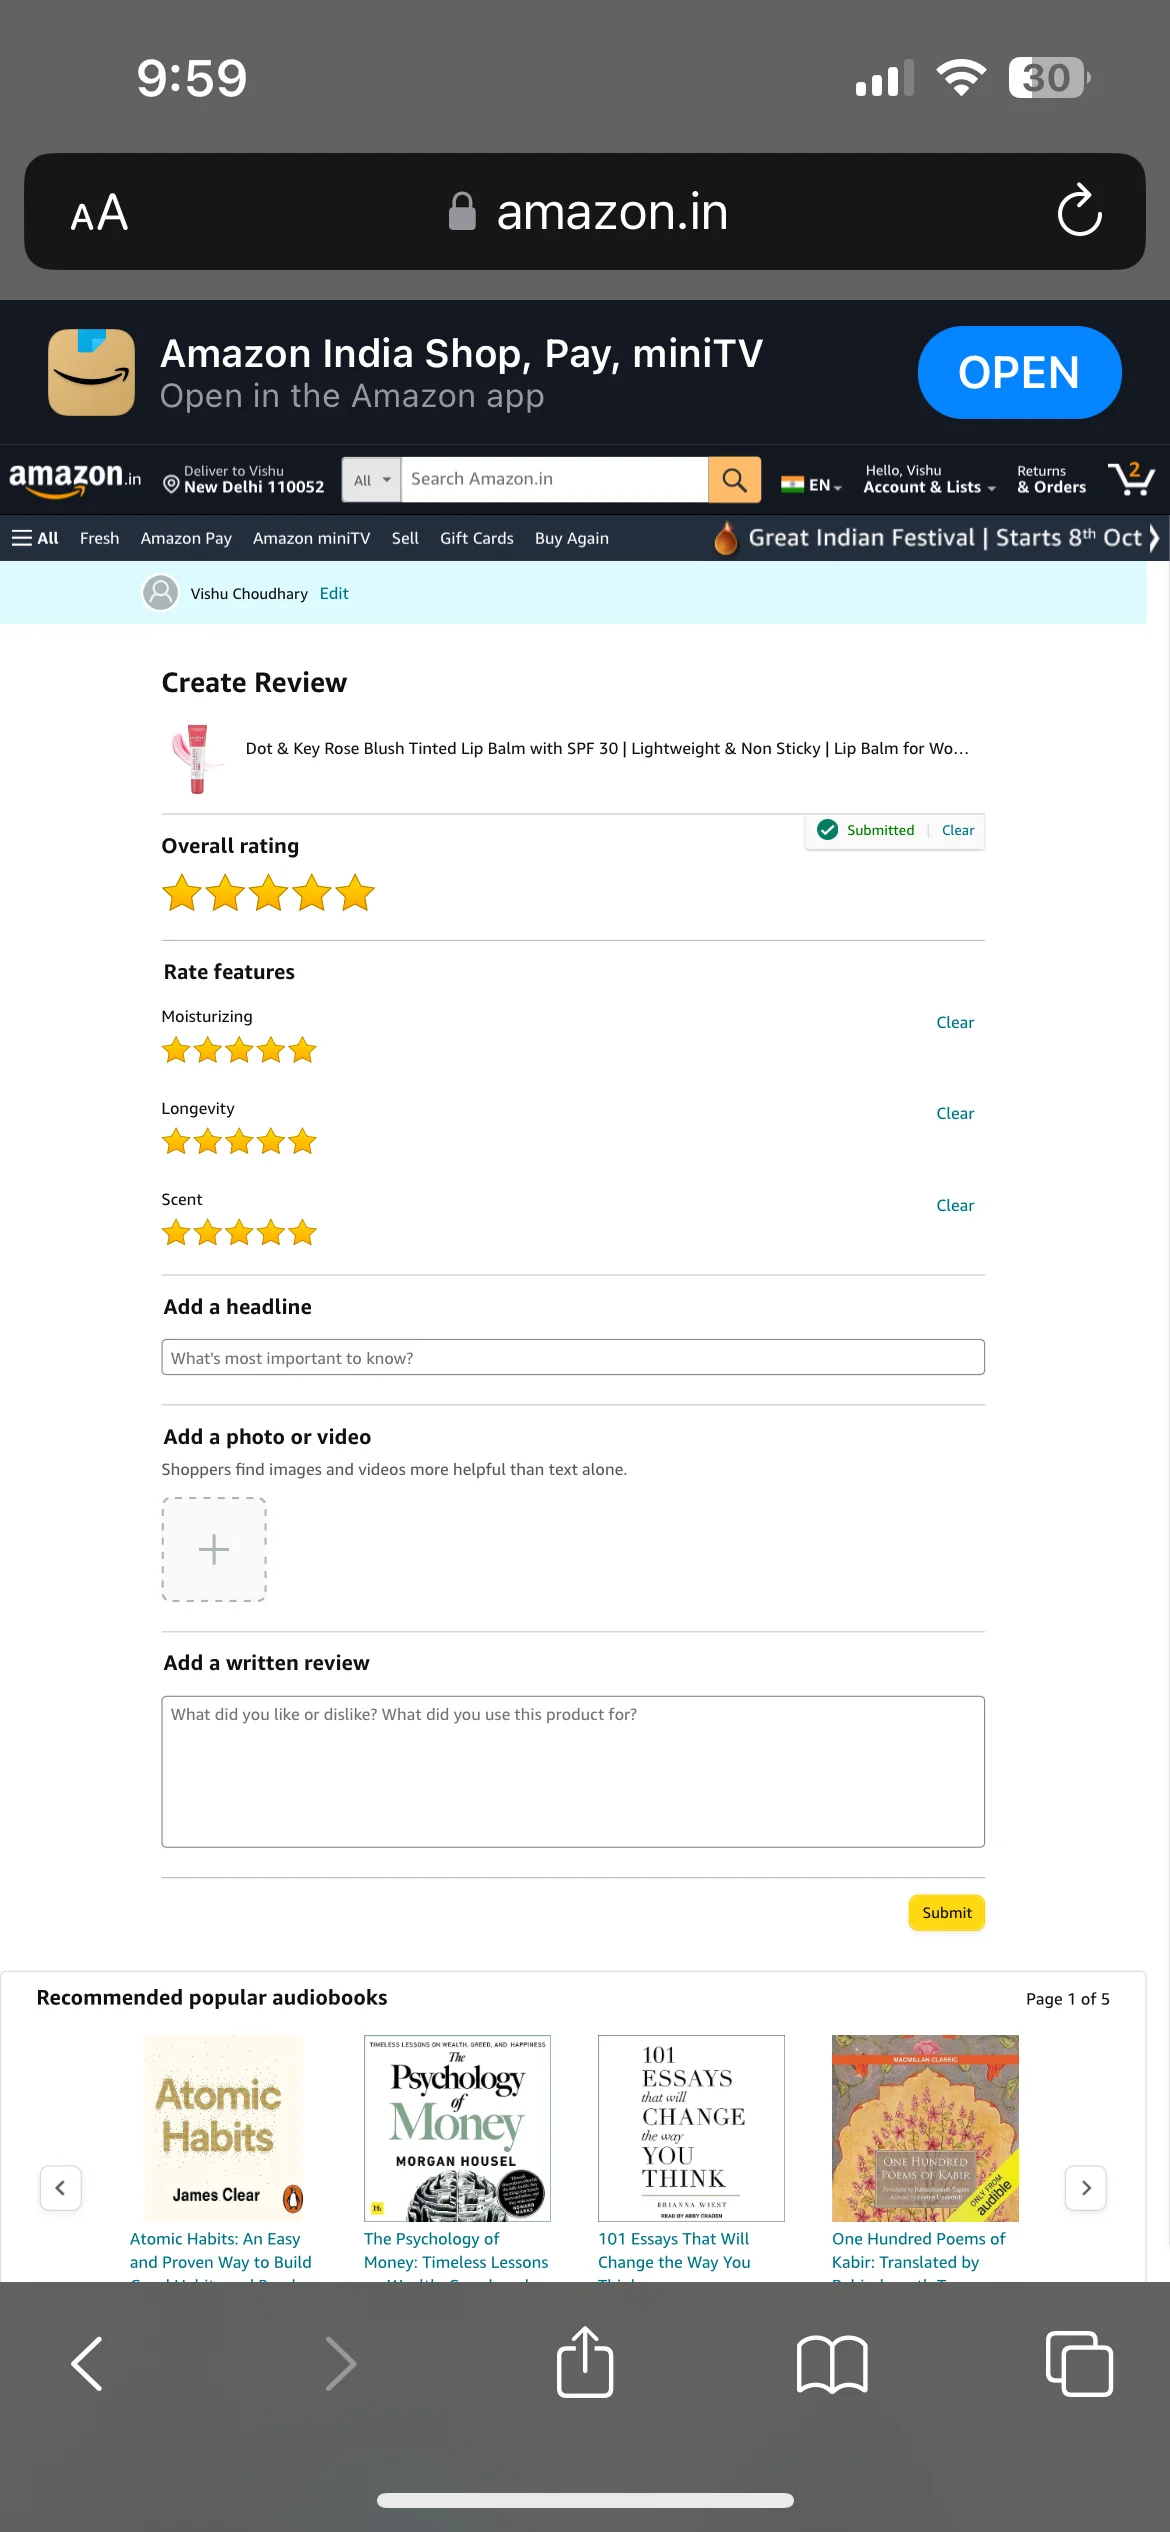 9:59
30
AA
amazon.in
Amazon India Shop, Pay, miniTV
Open in the Amazon app
OPEN
amazon.in
Deliver to Vishu
New Delhi 110052
All
Search Amazon.in
EN
Hello, Vishu
Account & Lists
Returns
& Orders
2
All
Fresh
Amazon Pay
Amazon miniTV
Sell
Gift Cards
Buy Again
Great Indian Festival | Starts 8th Oct
Vishu Choudhary Edit
Create Review
Dot & Key Rose Blush Tinted Lip Balm with SPF 30 | Lightweight & Non Sticky | Lip Balm for Wo...
Submitted | Clear
Overall rating
Rate features
Moisturizing
Clear
Longevity
Clear
Scent
Clear
Add a headline
What's most important to know?
Add a photo or video
Shoppers find images and videos more helpful than text alone.
Add a written review
What did you like or dislike? What did you use this product for?
Submit
Recommended popular audiobooks
Page 1 of 5
Atomic
Habits
James Clear
TIMELESS LESSONS ON WEALTH, GREED, AND HAPPINESS
The
Psychology
of
Money
MORGAN HOUSEL
101
ESSAYS
that will
CHANGE
the way
YOU
THINK
BRIANNA WIEST
READ BY ABBY CRADEN
MACMILLAN CLASSIC
ONE HUNDRED
POEMS OF KABIR
ONLY FROM
audible
Atomic Habits: An Easy
and Proven Way to Build
The Psychology of
Money: Timeless Lessons
101 Essays That Will
Change the Way You
One Hundred Poems of
Kabir: Translated by